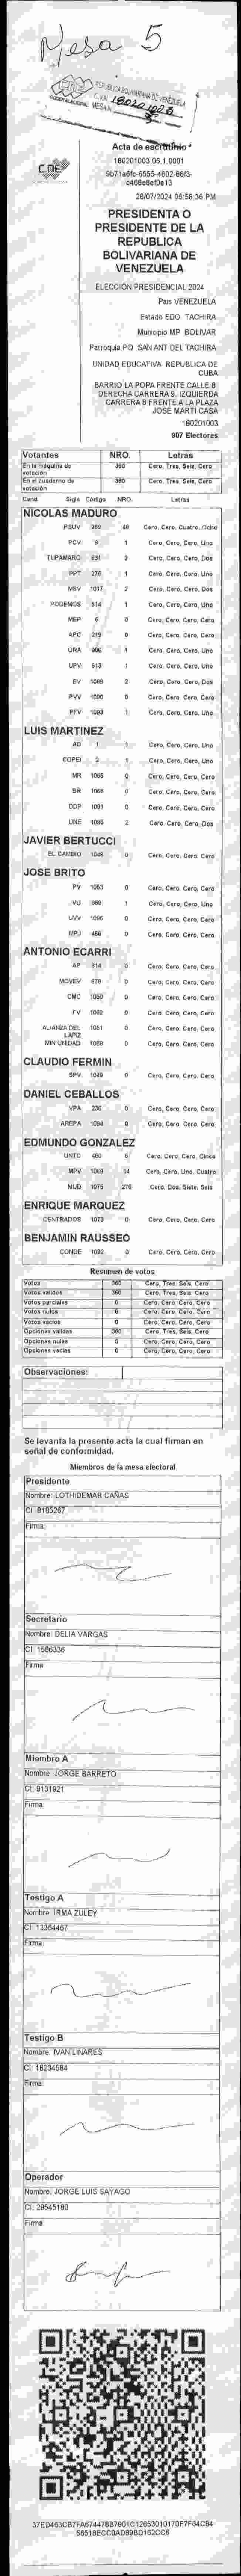 Mesa 5
REPUBLICA BOLIVARIANA DE VENEZUELA
C.V.N. 180201003
MESA N°
CNE
Acta de escrutinio
180201003.05.1.0001
28/07/2024 06:58:36 PM
PRESIDENTA O
PRESIDENTE DE LA
REPUBLICA
BOLIVARIANA DE
VENEZUELA
ELECCIÓN PRESIDENCIAL 2024
Pais VENEZUELA
Estado EDO. TACHIRA
Municipio MP. BOLIVAR
Parroquia PQ. SAN ANT DEL TACHIRA
UNIDAD EDUCATIVA REPUBLICA DE
CUBA
BARRIO LA POPA FRENTE CALLE 8
DERECHA CARRERA 9. IZQUIERDA
CARRERA 8 FRENTE A LA PLAZA
JOSE MARTI CASA
180201003
907 Electores
Votantes NRO. Letras
En la máquina de votación 360 Cero, Tres, Seis, Cero
En el cuaderno de votación 360 Cero, Tres, Seis, Cero
Cand Sigla Código NRO. Letras
NICOLAS MADURO
PSUV 269 48 Cero, Cero, Cuatro, Ocho
PCV 9 1 Cero, Cero, Cero, Uno
TUPAMARO 931 2 Cero, Cero, Cero, Dos
PPT 276 1 Cero, Cero, Cero, Uno
MSV 1017 2 Cero, Cero, Cero, Dos
PODEMOS 514 1 Cero, Cero, Cero, Uno
MEP 6 0 Cero, Cero, Cero, Cero
APC 219 0 Cero, Cero, Cero, Cero
ORA 906 1 Cero, Cero, Cero, Uno
UPV 613 1 Cero, Cero, Cero, Uno
EV 1089 2 Cero, Cero, Cero, Dos
PVV 1090 0 Cero, Cero, Cero, Cero
PFV 1093 1 Cero, Cero, Cero, Uno
LUIS MARTINEZ
AD 1 1 Cero, Cero, Cero, Uno
COPEI 2 1 Cero, Cero, Cero, Uno
MR 1065 0 Cero, Cero, Cero, Cero
BR 1066 0 Cero, Cero, Cero, Cero
DDP 1091 0 Cero, Cero, Cero, Cero
UNE 1095 2 Cero, Cero, Cero, Dos
JAVIER BERTUCCI
EL CAMBIO 1048 0 Cero, Cero, Cero, Cero
JOSE BRITO
PV 1053 0 Cero, Cero, Cero, Cero
VU 869 1 Cero, Cero, Cero, Uno
UVV 1096 0 Cero, Cero, Cero, Cero
MPJ 468 0 Cero, Cero, Cero, Cero
ANTONIO ECARRI
AP 814 0 Cero, Cero, Cero, Cero
MOVEV 679 0 Cero, Cero, Cero, Cero
CMC 1050 0 Cero, Cero, Cero, Cero
FV 1062 0 Cero, Cero, Cero, Cero
ALIANZA DEL LAPIZ 1051 0 Cero, Cero, Cero, Cero
MIN UNIDAD 1069 0 Cero, Cero, Cero, Cero
CLAUDIO FERMIN
SPV 1049 0 Cero, Cero, Cero, Cero
DANIEL CEBALLOS
VPA 236 0 Cero, Cero, Cero, Cero
AREPA 1094 0 Cero, Cero, Cero, Cero
EDMUNDO GONZALEZ
UNTC 460 5 Cero, Cero, Cero, Cinco
MPV 1069 14 Cero, Cero, Uno, Cuatro
MUD 1075 276 Cero, Dos, Siete, Seis
ENRIQUE MARQUEZ
CENTRADOS 1073 0 Cero, Cero, Cero, Cero
BENJAMIN RAUSSEO
CONDE 1092 0 Cero, Cero, Cero, Cero
Resumen de votos
Votos 360 Cero, Tres, Seis, Cero
Votos validos 360 Cero, Tres, Seis, Cero
Votos parciales 0 Cero, Cero, Cero, Cero
Votos nulos 0 Cero, Cero, Cero, Cero
Votos vacios 0 Cero, Cero, Cero, Cero
Opciones válidas 360 Cero, Tres, Seis, Cero
Opciones nulas 0 Cero, Cero, Cero, Cero
Opciones vacias 0 Cero, Cero, Cero, Cero
Observaciones:
Se levanta la presente acta la cual firman en
señal de conformidad.
Miembros de la mesa electoral
Presidente
Nombre: LOTHIDEMAR CAÑAS
CI: 8185267
Firma:
Secretario
Nombre: DELIA VARGAS
CI: 1586336
Firma:
Miembro A
Nombre: JORGE BARRETO
CI: 9131921
Firma:
Testigo A
Nombre: IRMA ZULEY
CI: 13364467
Firma:
Testigo B
Nombre: IVAN LINARES
CI: 18234584
Firma:
Operador
Nombre: JORGE LUIS SAYAGO
CI: 29545180
Firma: